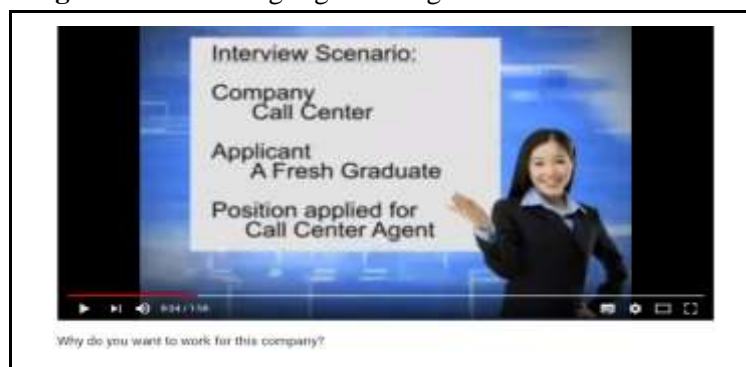 Interview Scenario:
Company
Call Center
Applicant
A Fresh Graduate
Position applied for
Call Center Agent
Why do you want to work for this company?